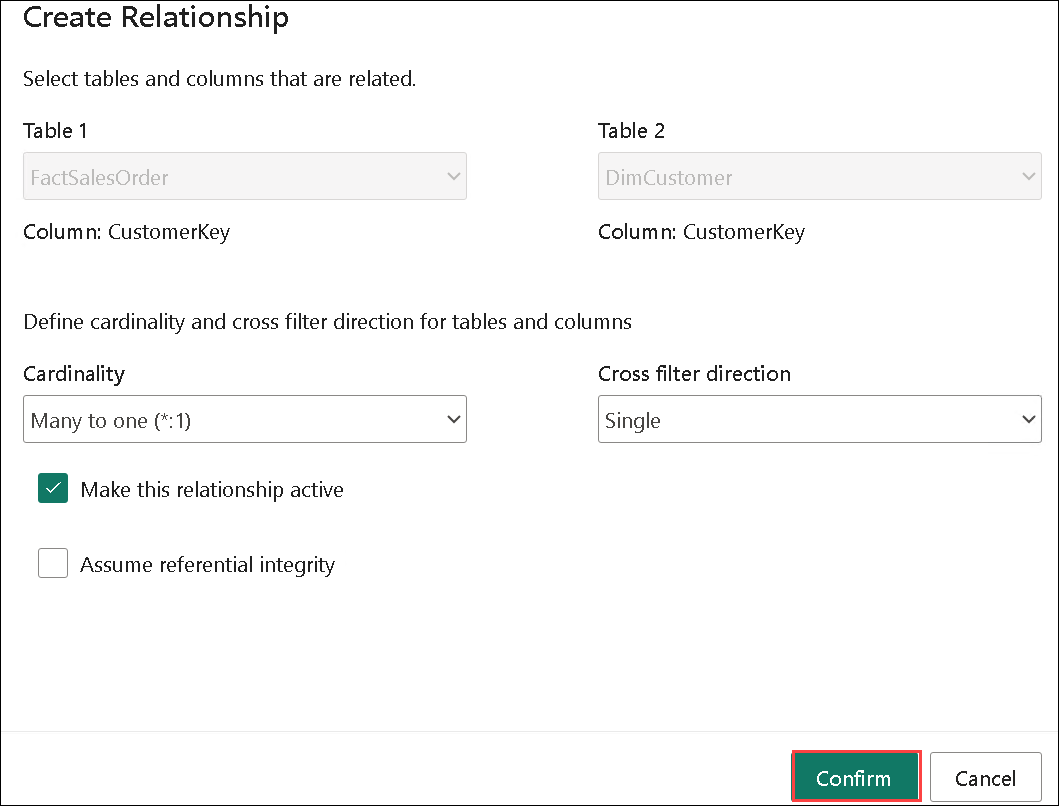 Create Relationship
Select tables and columns that are related.
Table 1
Table 2
FactSalesOrder
DimCustomer
Column: CustomerKey
Column: CustomerKey
Define cardinality and cross filter direction for tables and columns
Cardinality
Cross filter direction
Many to one (*:1)
Single
Make this relationship active
Assume referential integrity
Confirm
Cancel